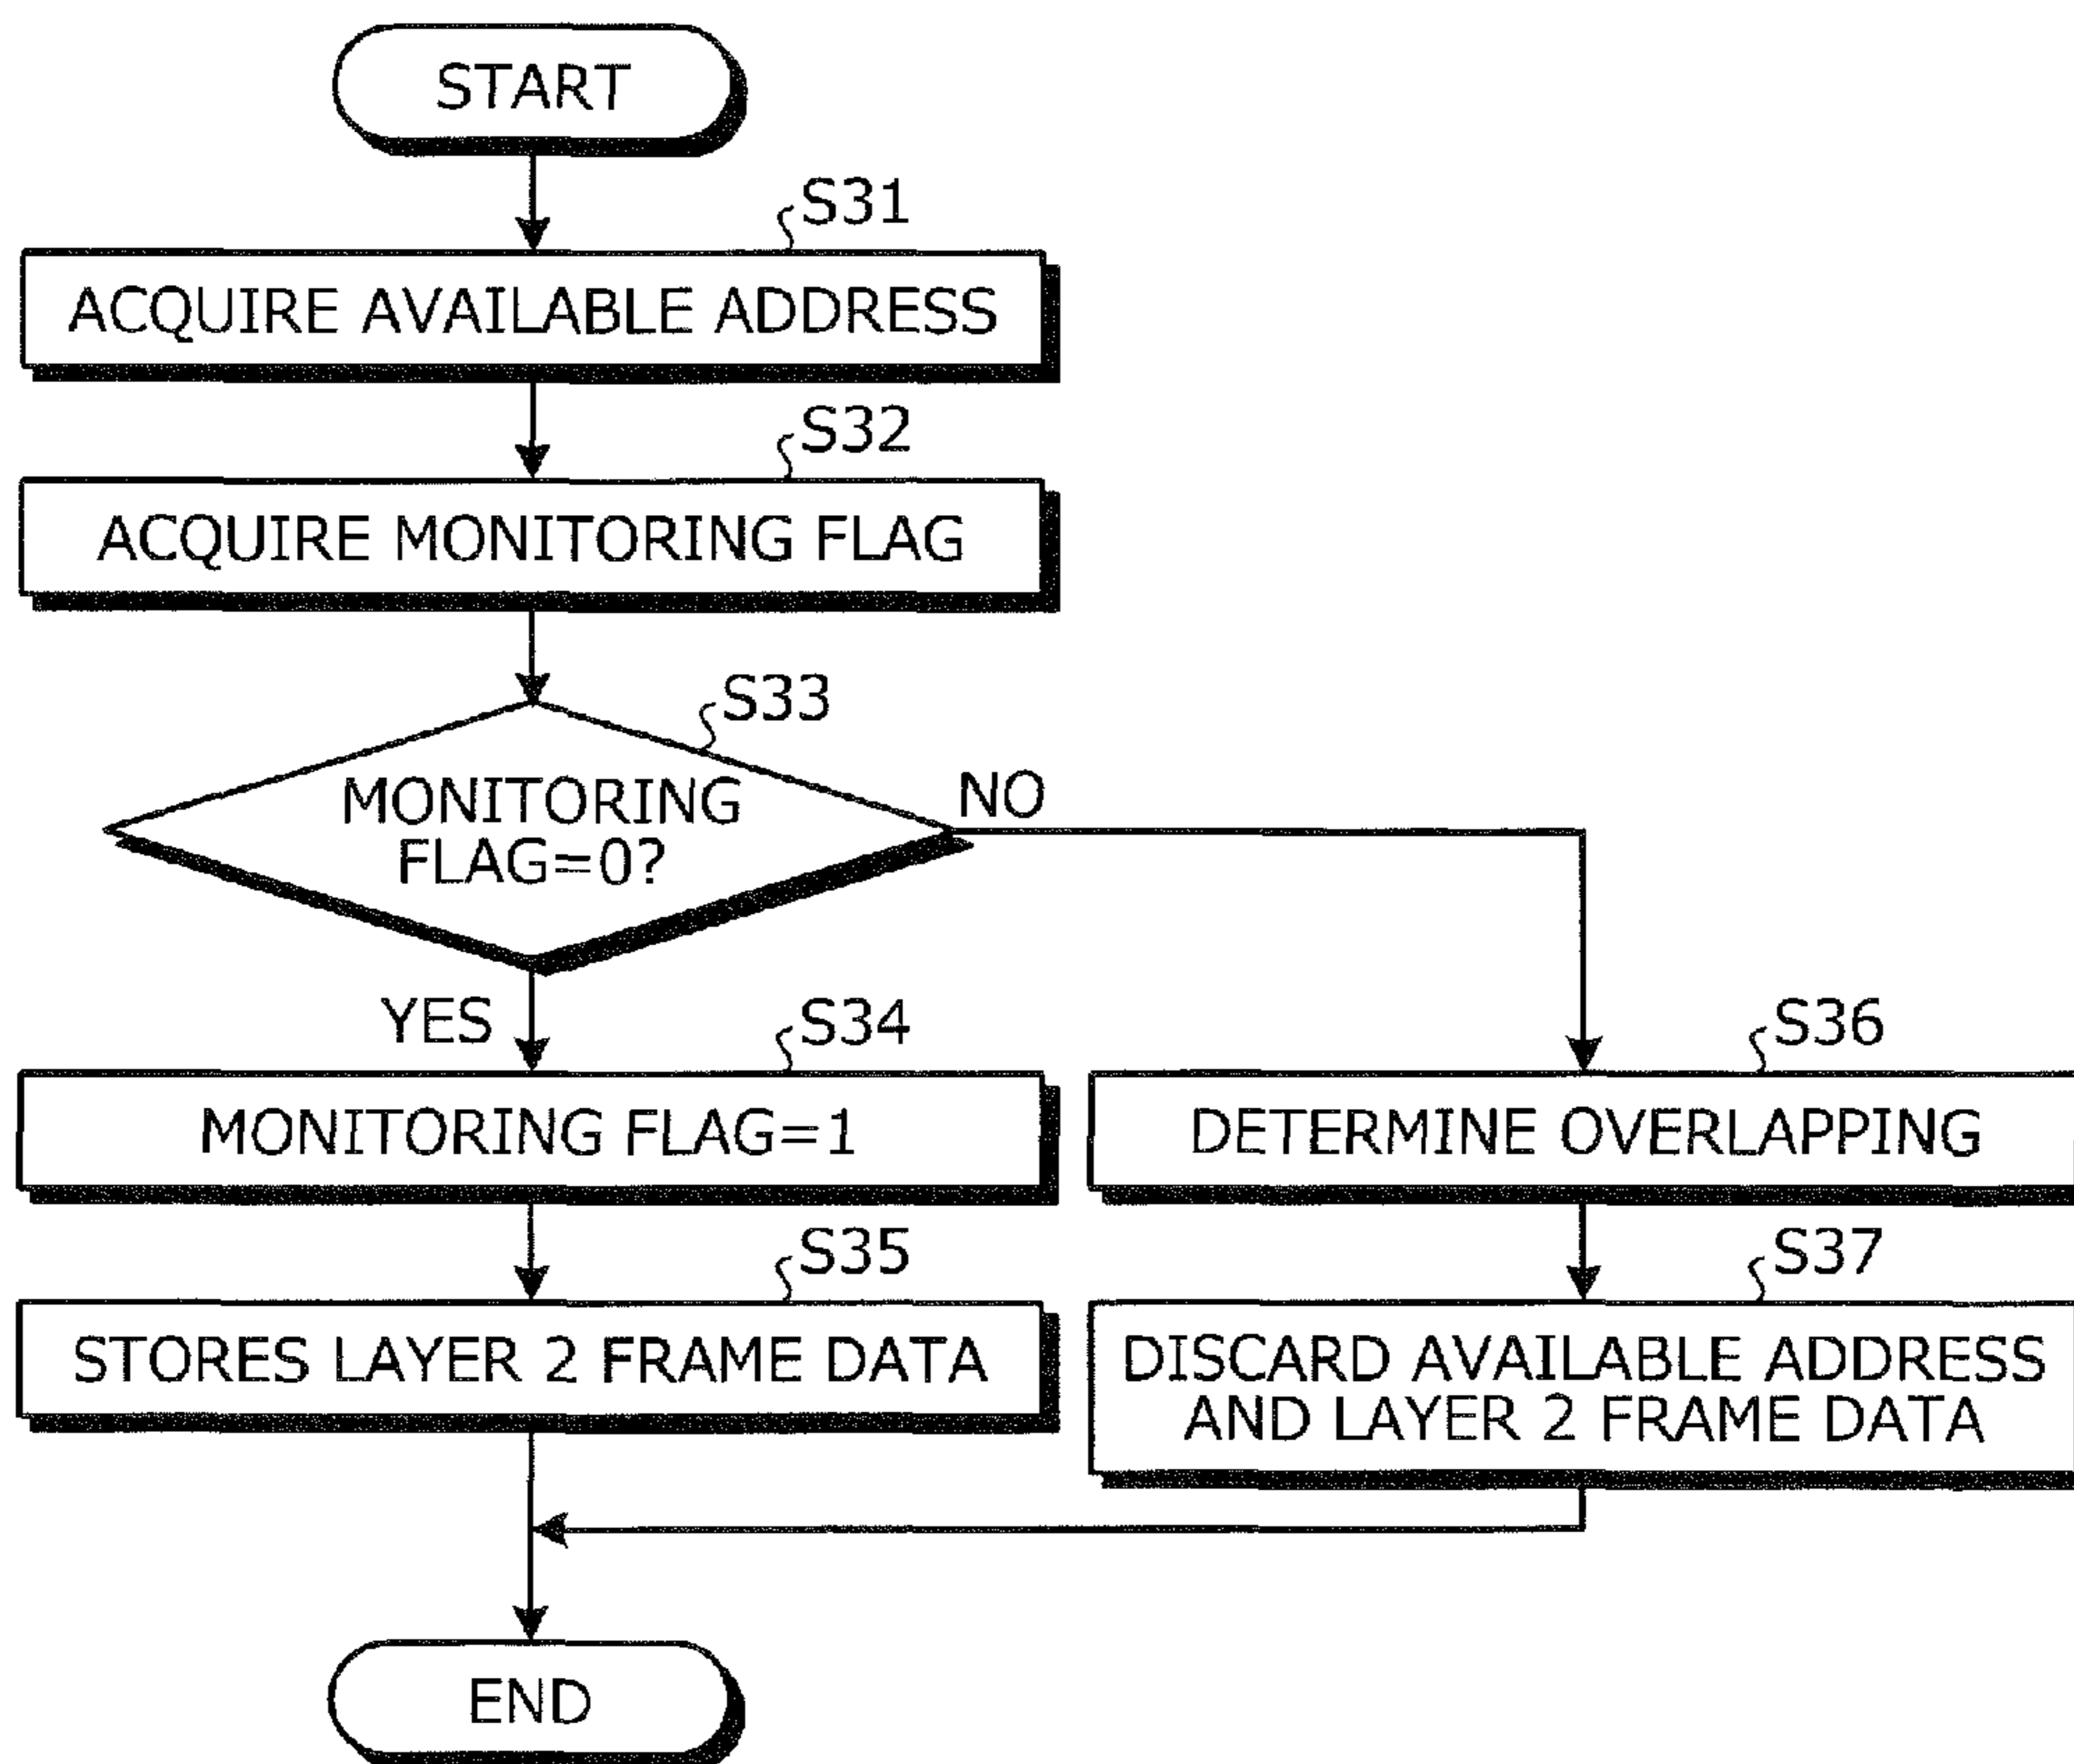 START
S31
ACQUIRE AVAILABLE ADDRESS
S32
ACQUIRE MONITORING FLAG
S33
MONITORING
FLAG=0?
NO
YES
S34
MONITORING FLAG=1
S35
STORES LAYER 2 FRAME DATA
S36
DETERMINE OVERLAPPING
S37
DISCARD AVAILABLE ADDRESS
AND LAYER 2 FRAME DATA
END